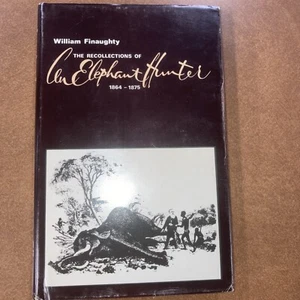 William Finaughty
THE RECOLLECTIONS OF
An Elephant Hunter
1864 - 1875